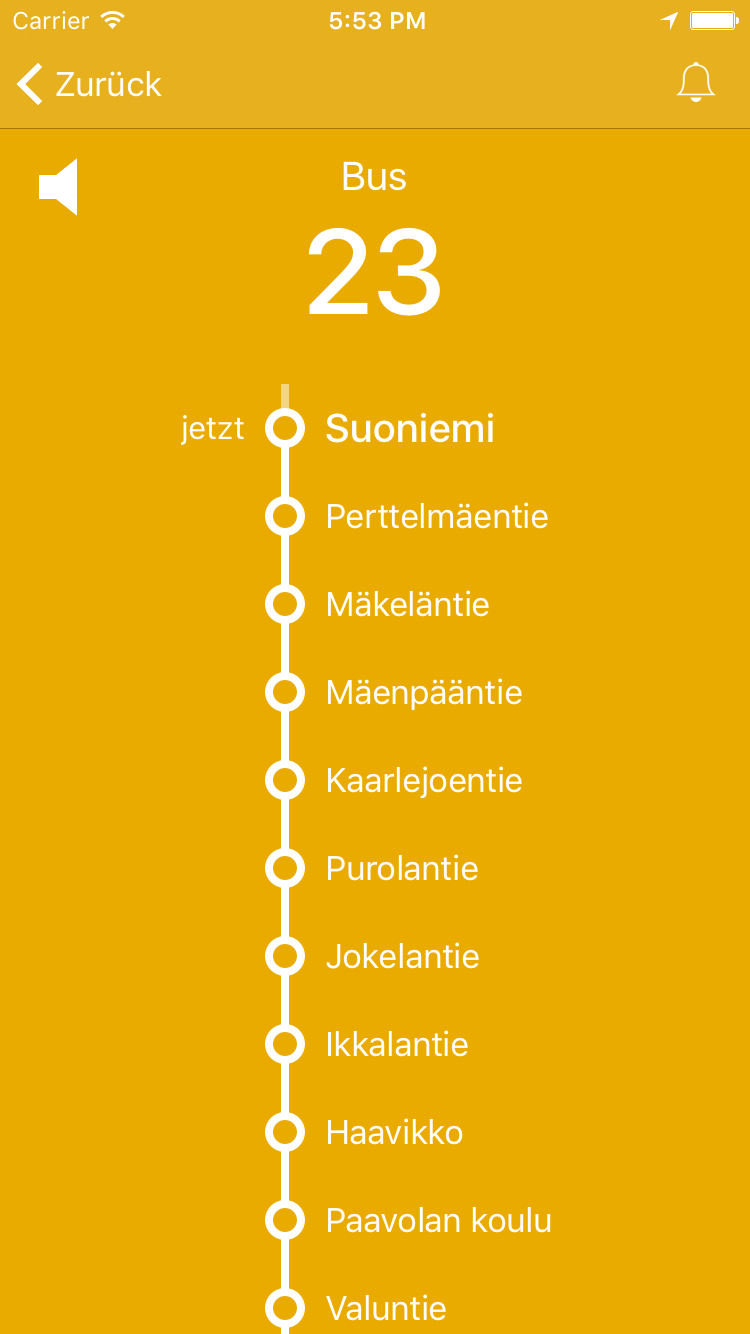 Carrier 5:53 PM
Zurück
Bus
23
jetzt Suoniemi
Perttelmäentie
Mäkeläntie
Mäenpääntie
Kaarlejoentie
Purolantie
Jokelantie
Ikkalantie
Haavikko
Paavolan koulu
Valuntie